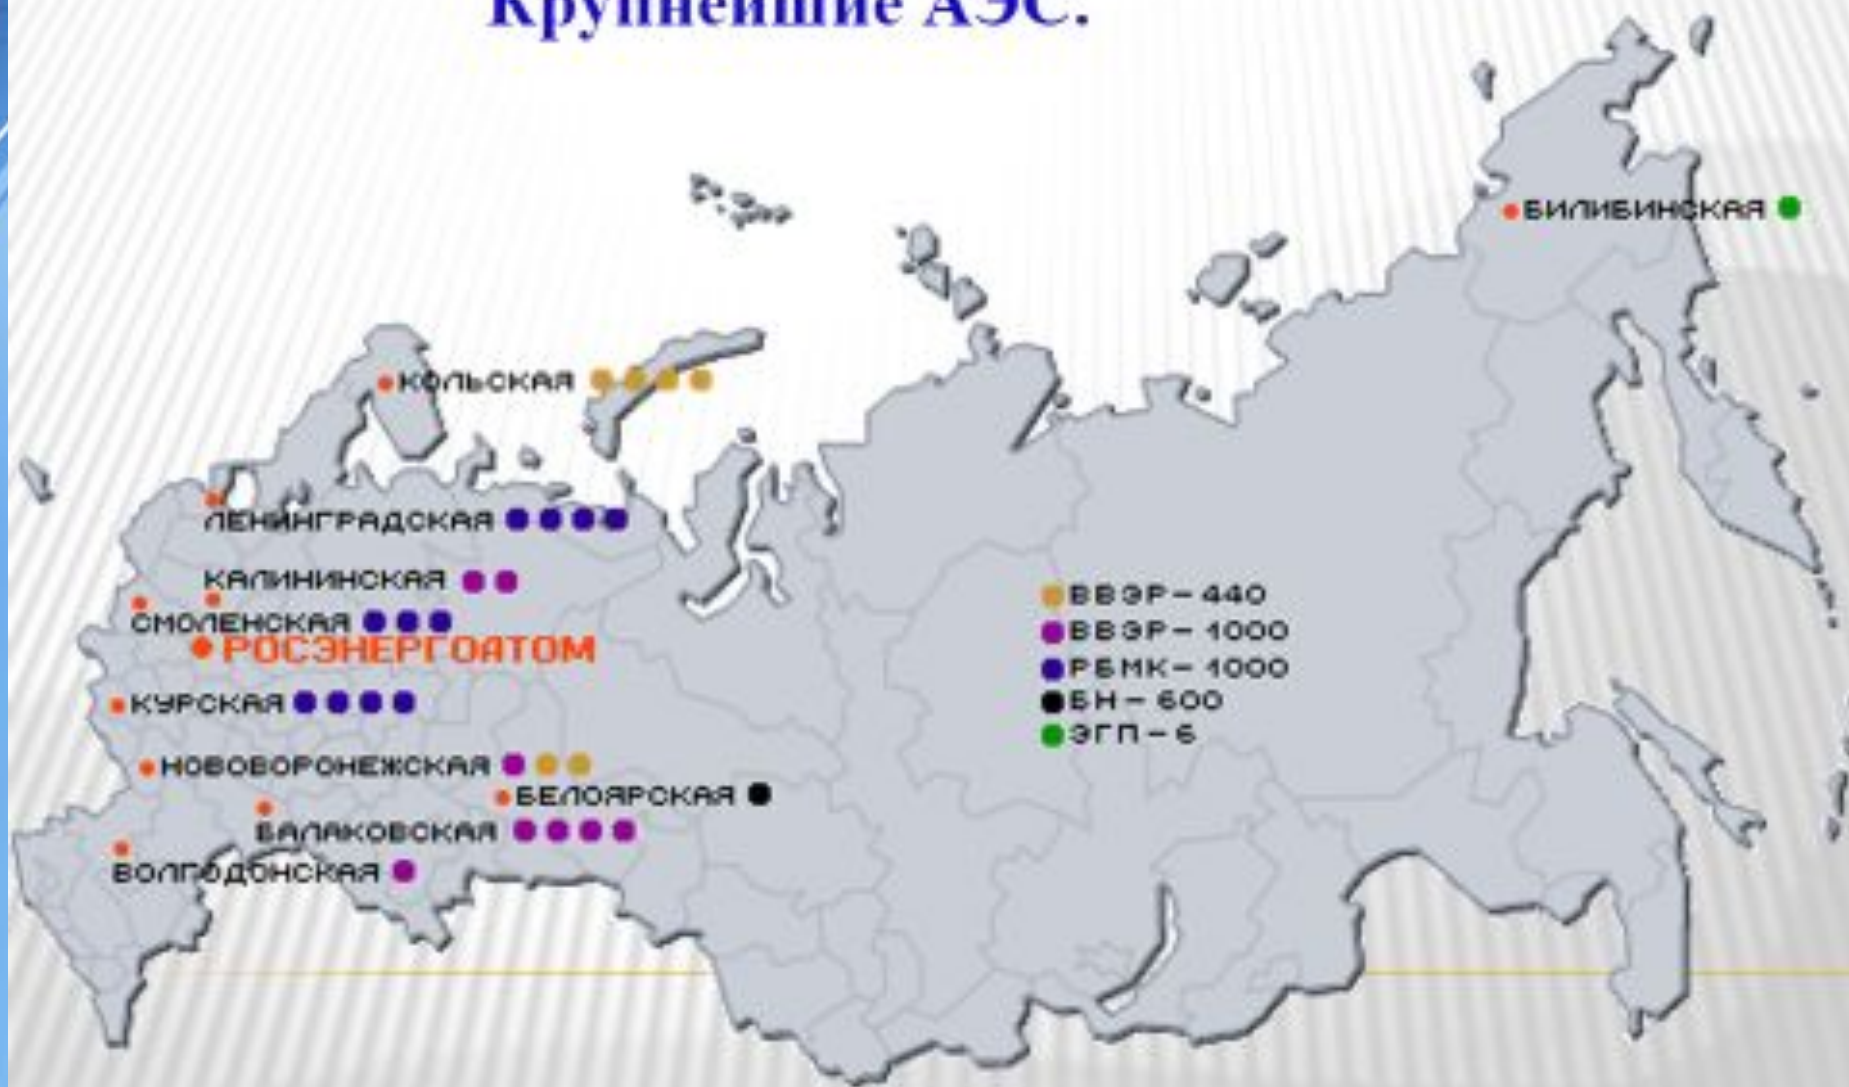 Крупнейшие АЭС.
БИЛИБИНСКАЯ
КОЛЬСКАЯ
ЛЕНИНГРАДСКАЯ
КАЛИНИНСКАЯ
СМОЛЕНСКАЯ
РОСЭНЕРГОАТОМ
КУРСКАЯ
НОВОВОРОНЕЖСКАЯ
БЕЛОЯРСКАЯ
БАЛАКОВСКАЯ
ВОЛГОДОНСКАЯ
ВВЭР-440
ВВЭР-1000
РБМК-1000
БН-600
ЭГП-6